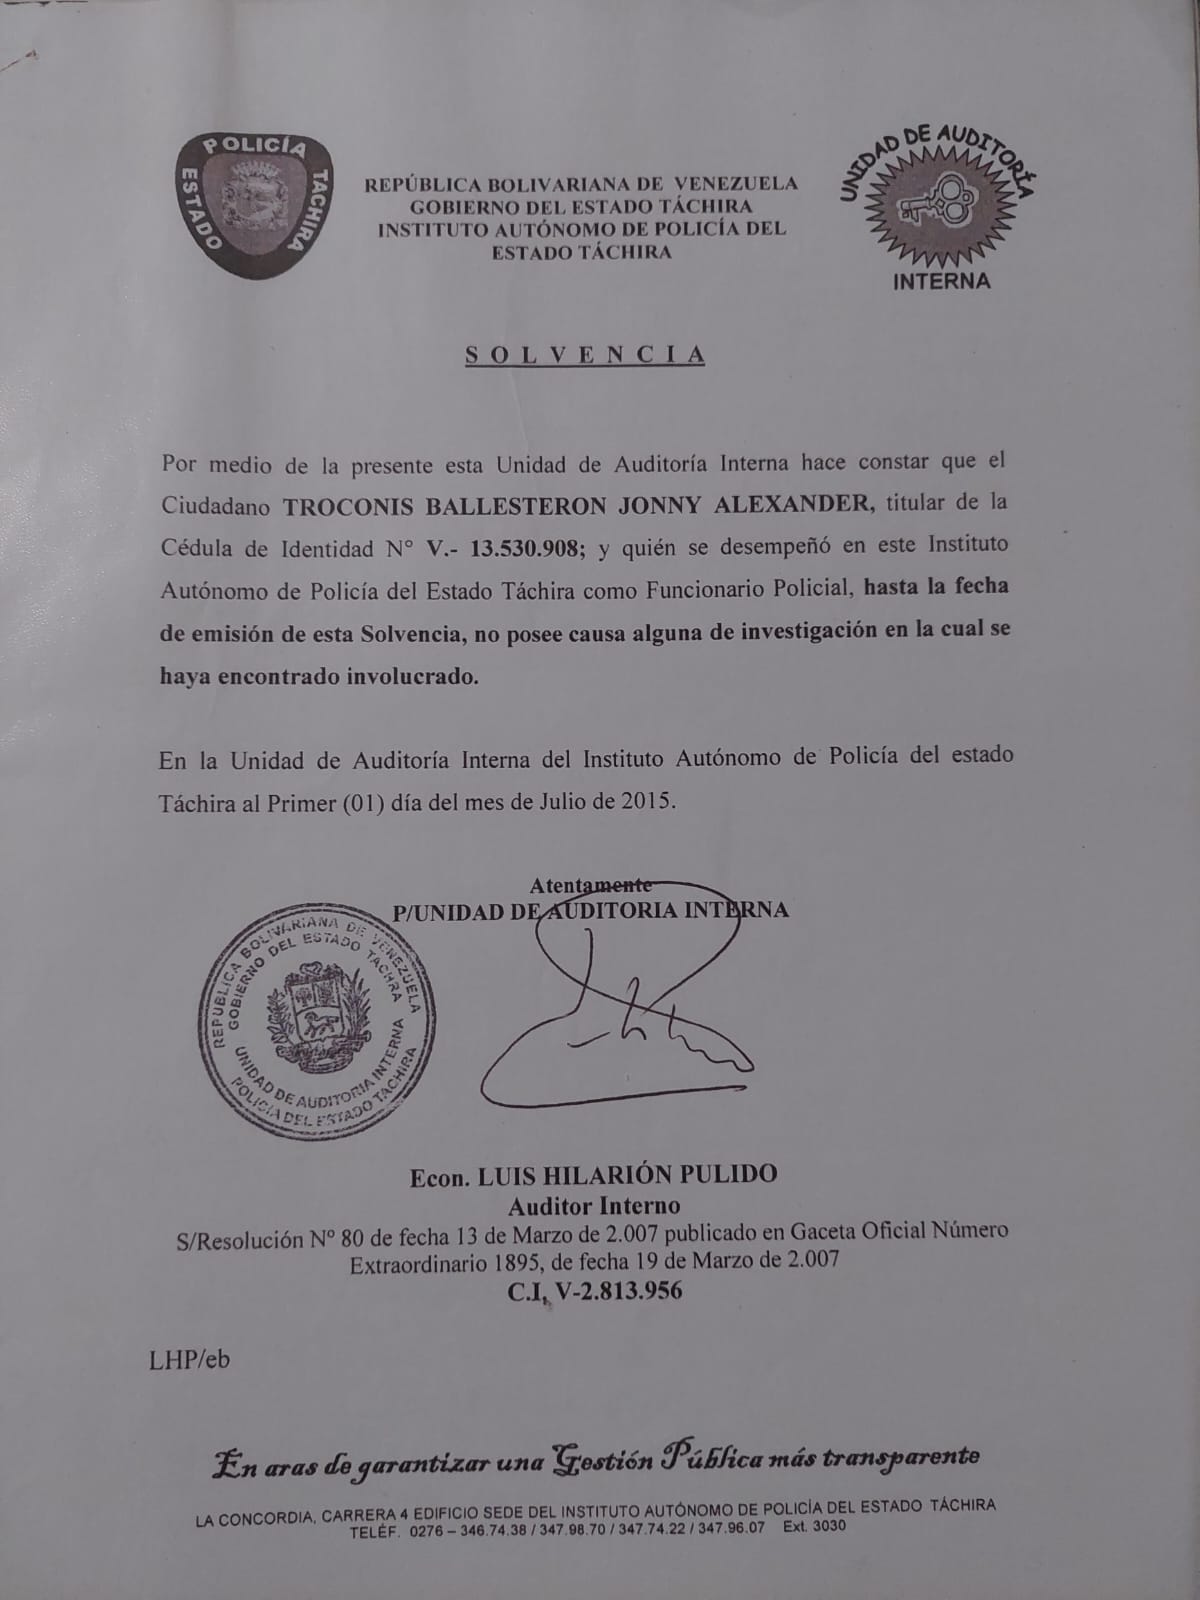 POLICÍA
ESTADO TÁCHIRA
REPÚBLICA BOLIVARIANA DE VENEZUELA
GOBIERNO DEL ESTADO TÁCHIRA
INSTITUTO AUTÓNOMO DE POLICÍA DEL
ESTADO TÁCHIRA
UNIDAD DE AUDITORÍA
INTERNA
S O L V E N C I A
Por medio de la presente esta Unidad de Auditoría Interna hace constar que el
Ciudadano TROCONIS BALLESTERON JONNY ALEXANDER, titular de la
Cédula de Identidad N° V.- 13.530.908; y quién se desempeñó en este Instituto
Autónomo de Policía del Estado Táchira como Funcionario Policial, hasta la fecha
de emisión de esta Solvencia, no posee causa alguna de investigación en la cual se
haya encontrado involucrado.
En la Unidad de Auditoría Interna del Instituto Autónomo de Policía del estado
Táchira al Primer (01) día del mes de Julio de 2015.
Atentamente
P/UNIDAD DE AUDITORIA INTERNA
REPUBLICA BOLIVARIANA DE VENEZUELA
GOBIERNO DEL ESTADO TACHIRA
UNIDAD DE AUDITORIA INTERNA
POLICIA DEL ESTADO TACHIRA
Econ. LUIS HILARIÓN PULIDO
Auditor Interno
S/Resolución Nº 80 de fecha 13 de Marzo de 2.007 publicado en Gaceta Oficial Número
Extraordinario 1895, de fecha 19 de Marzo de 2.007
C.I, V-2.813.956
LHP/eb
En aras de garantizar una Gestión Pública más transparente
LA CONCORDIA, CARRERA 4 EDIFICIO SEDE DEL INSTITUTO AUTÓNOMO DE POLICÍA DEL ESTADO TÁCHIRA
TELÉF. 0276 – 346.74.38 / 347.98.70 / 347.74.22 / 347.96.07 Ext. 3030